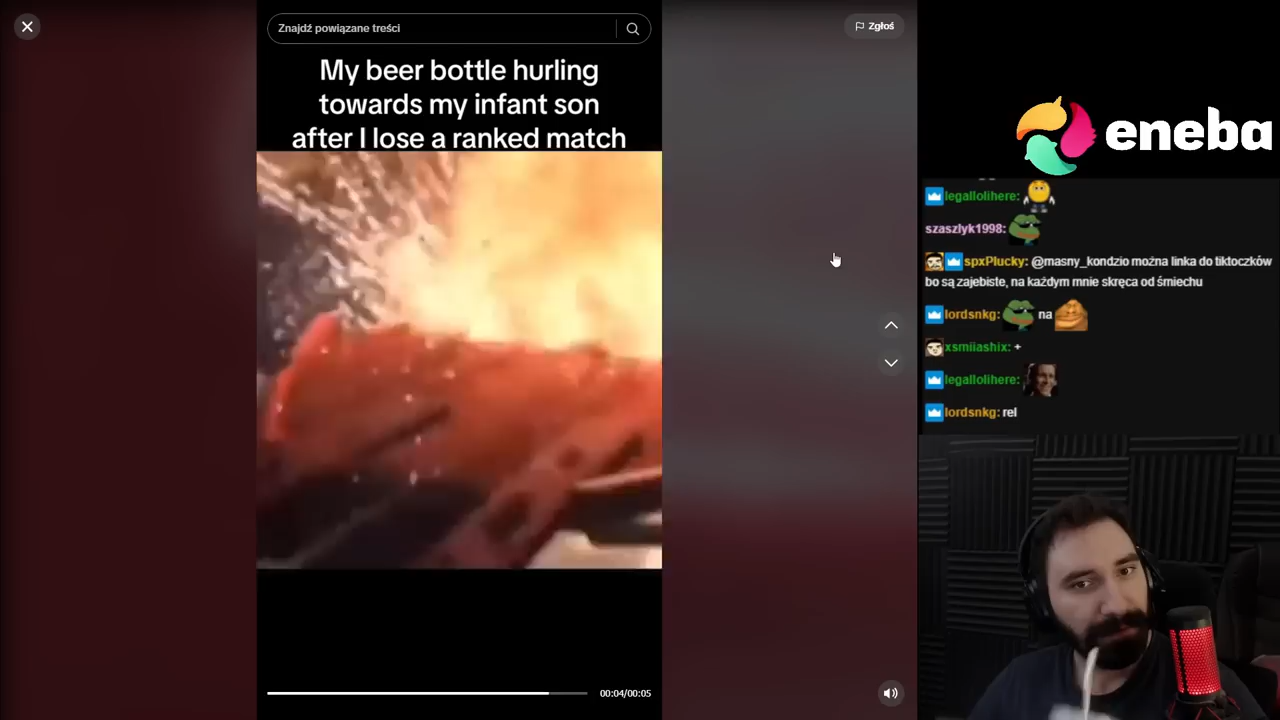 Znajdź powiązane treści
Zgłoś
My beer bottle hurling
towards my infant son
after I lose a ranked match
00:04/00:05
eneba
legallolihere:
szaszlyk1998:
spxPlucky: @masny_kondzio można linka do tiktoczków
bo są zajebiste, na każdym mnie skręca od śmiechu
lordsnkg: na
xsmiiashix: +
legallolihere:
lordsnkg: rel